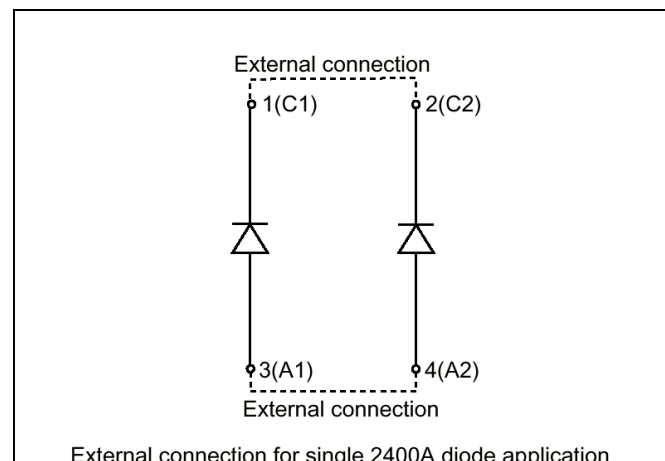 External connection
1(C1)
2(C2)
3(A1)
4(A2)
External connection
External connection for single 2400A diode application